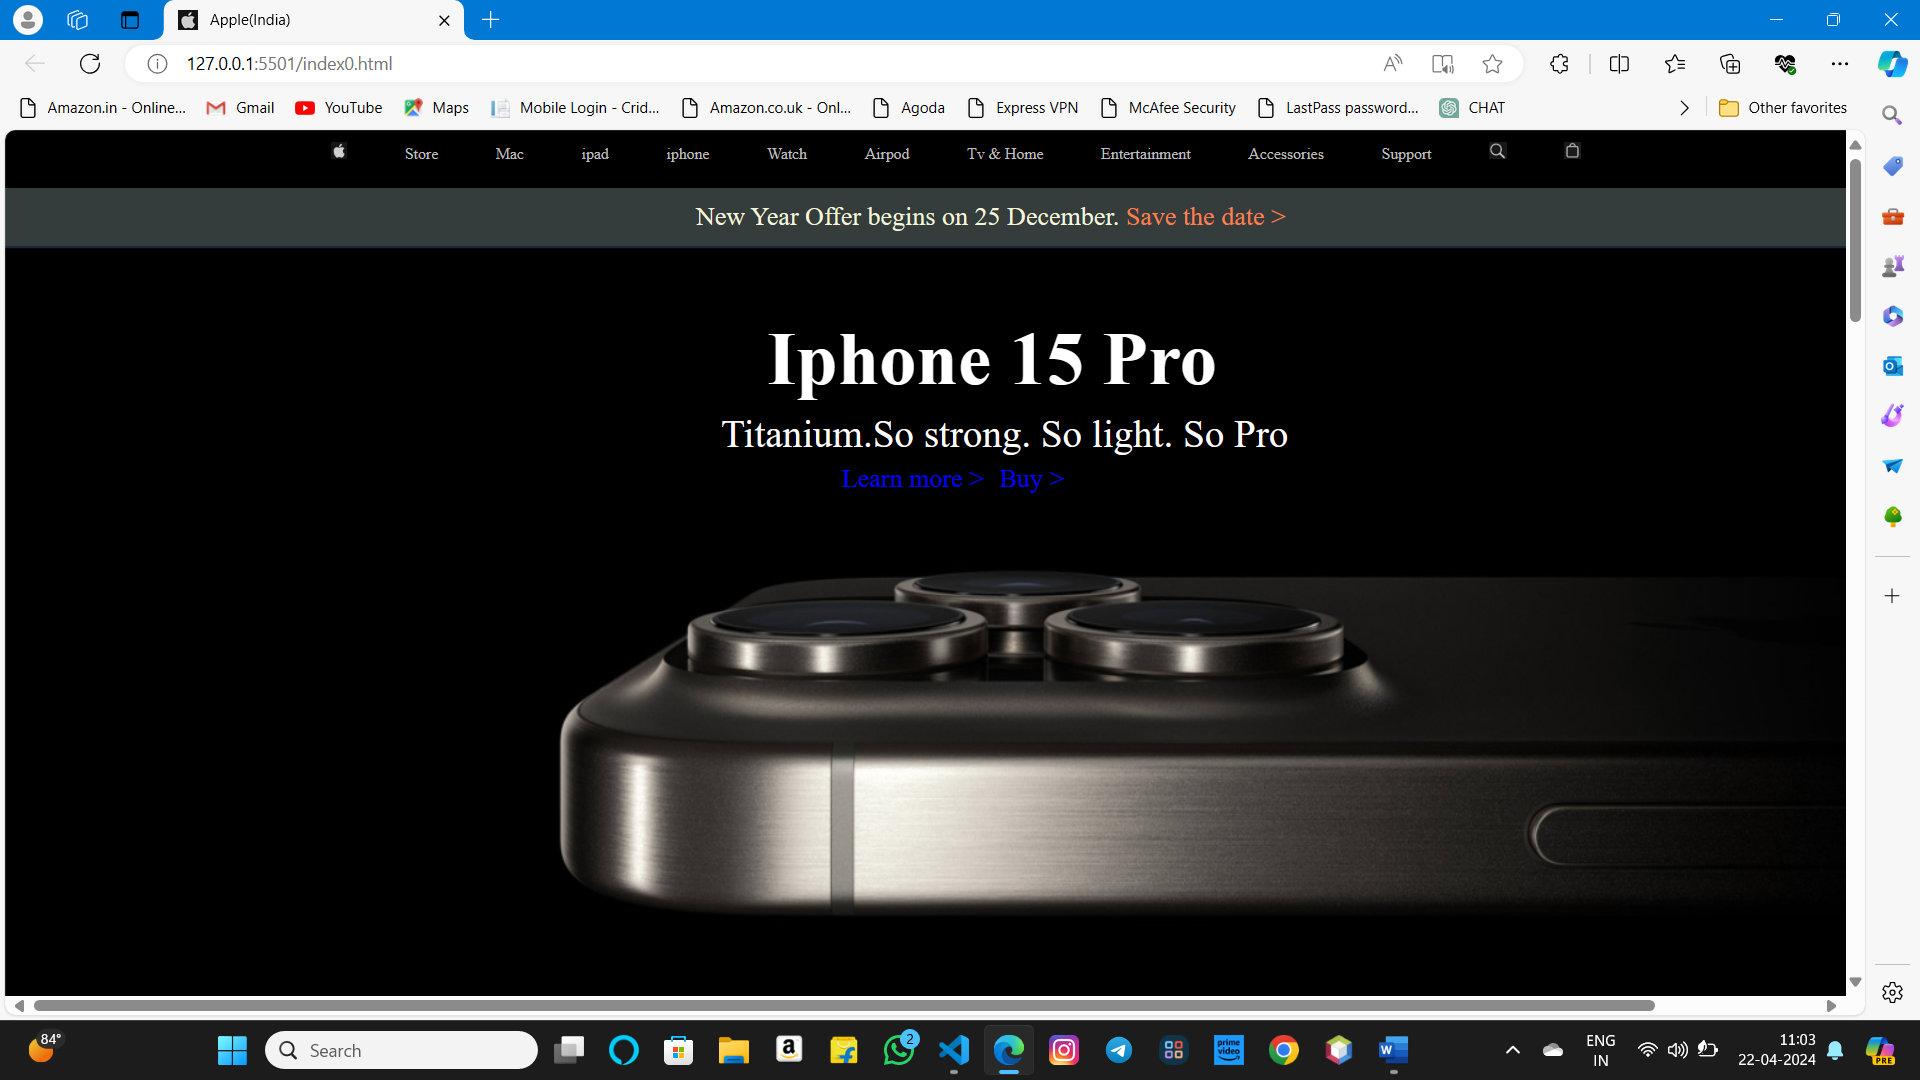 Apple(India)
127.0.0.1:5501/index0.html
Amazon.in - Online... Gmail YouTube Maps Mobile Login - Crid... Amazon.co.uk - Onl... Agoda Express VPN McAfee Security LastPass password... CHAT Other favorites
Store Mac ipad iphone Watch Airpod Tv & Home Entertainment Accessories Support
New Year Offer begins on 25 December. Save the date >
Iphone 15 Pro
Titanium.So strong. So light. So Pro
Learn more > Buy >
84°
Search
2
prime video
ENG
IN
11:03
22-04-2024
PRE